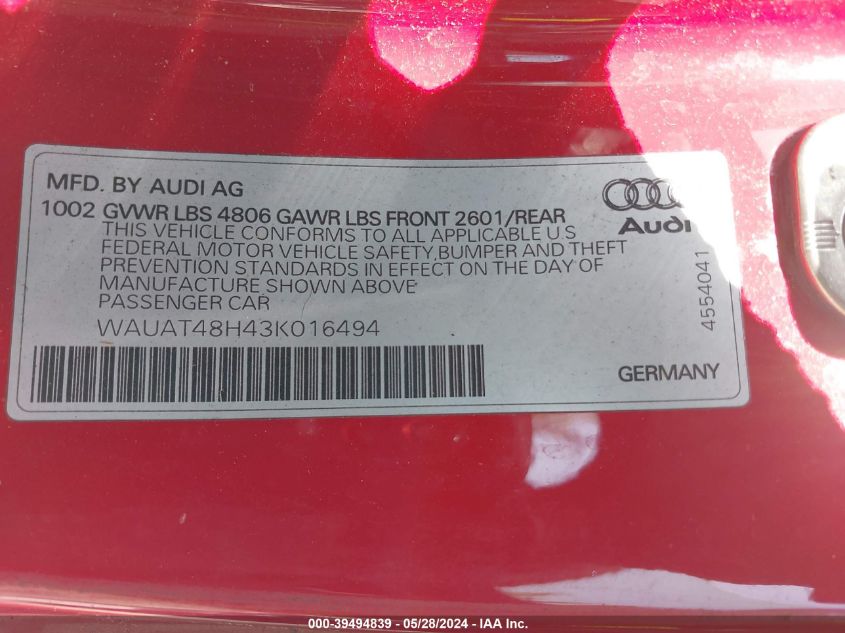 MFD. BY AUDI AG
1002 GVWR LBS 4806 GAWR LBS FRONT 2601/REAR
THIS VEHICLE CONFORMS TO ALL APPLICABLE U S
FEDERAL MOTOR VEHICLE SAFETY,BUMPER AND THEFT
PREVENTION STANDARDS IN EFFECT ON THE DAY OF
MANUFACTURE SHOWN ABOVE
PASSENGER CAR
WAUAT48H43K016494
Audi
4554041
GERMANY
000-39494839 - 05/28/2024 - IAA Inc.